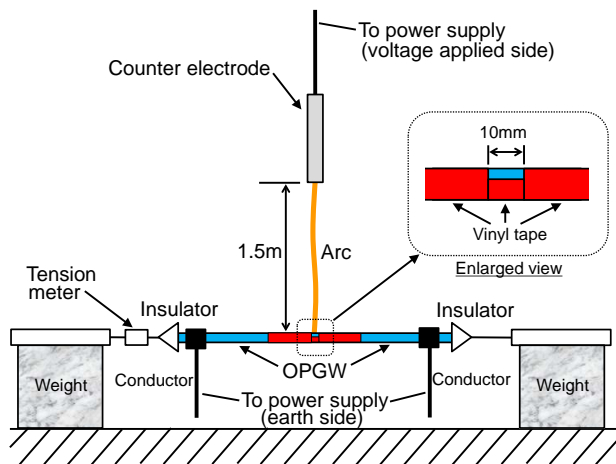 To power supply
(voltage applied side)
Counter electrode
10mm
1.5m
Arc
Vinyl tape
Enlarged view
Tension
meter
Insulator
Insulator
OPGW
Weight
Conductor
To power supply
(earth side)
Conductor
Weight